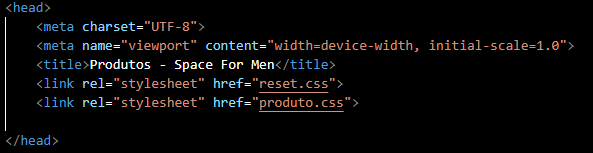 <head>
<meta charset="UTF-8">
<meta name="viewport" content="width=device-width, initial-scale=1.0">
<title>Produtos - Space For Men</title>
<link rel="stylesheet" href="reset.css">
<link rel="stylesheet" href="produto.css">
</head>